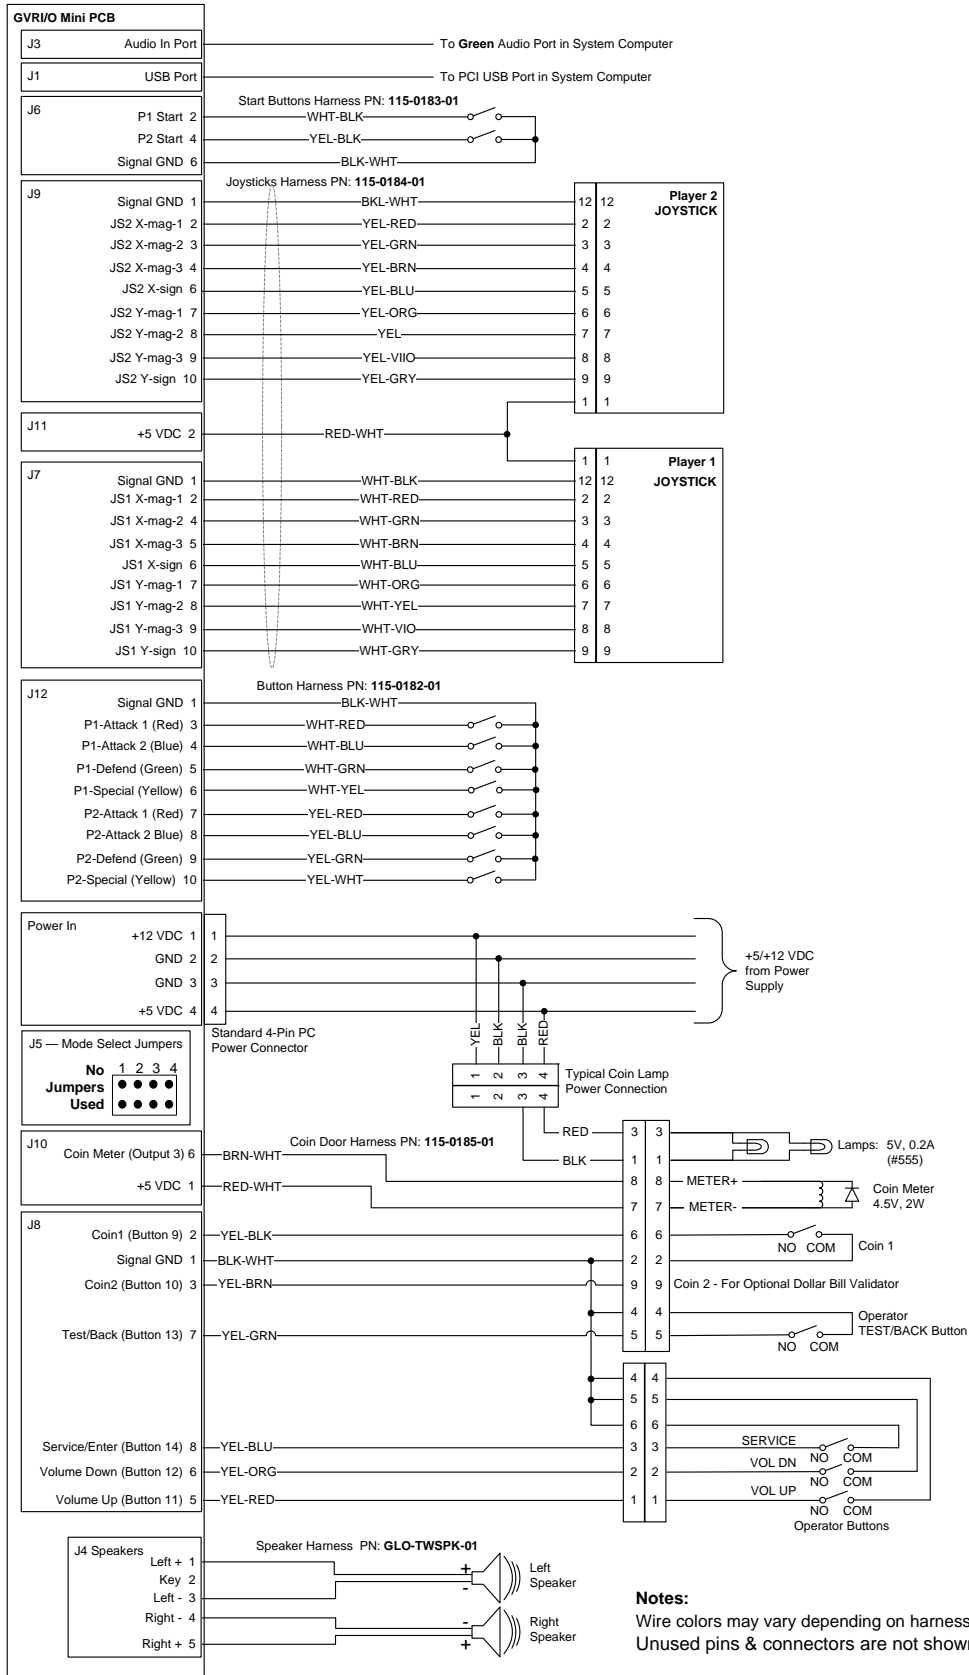 GVRI/O Mini PCB
J3 Audio In Port To Green Audio Port in System Computer
J1 USB Port To PCI USB Port in System Computer
Start Buttons Harness PN: 115-0183-01
J6
P1 Start 2 WHT-BLK
P2 Start 4 YEL-BLK
Signal GND 6 BLK-WHT
Joysticks Harness PN: 115-0184-01
J9
Player 2
JOYSTICK
Signal GND 1 BKL-WHT 12 12
JS2 X-mag-1 2 YEL-RED 2 2
JS2 X-mag-2 3 YEL-GRN 3 3
JS2 X-mag-3 4 YEL-BRN 4 4
JS2 X-sign 6 YEL-BLU 5 5
JS2 Y-mag-1 7 YEL-ORG 6 6
JS2 Y-mag-2 8 YEL 7 7
JS2 Y-mag-3 9 YEL-VIIO 8 8
JS2 Y-sign 10 YEL-GRY 9 9
1 1
J11
+5 VDC 2 RED-WHT
1 1 Player 1
JOYSTICK
J7
Signal GND 1 WHT-BLK 12 12
JS1 X-mag-1 2 WHT-RED 2 2
JS1 X-mag-2 4 WHT-GRN 3 3
JS1 X-mag-3 5 WHT-BRN 4 4
JS1 X-sign 6 WHT-BLU 5 5
JS1 Y-mag-1 7 WHT-ORG 6 6
JS1 Y-mag-2 8 WHT-YEL 7 7
JS1 Y-mag-3 9 WHT-VIO 8 8
JS1 Y-sign 10 WHT-GRY 9 9
Button Harness PN: 115-0182-01
J12
Signal GND 1 BLK-WHT
P1-Attack 1 (Red) 3 WHT-RED
P1-Attack 2 (Blue) 4 WHT-BLU
P1-Defend (Green) 5 WHT-GRN
P1-Special (Yellow) 6 WHT-YEL
P2-Attack 1 (Red) 7 YEL-RED
P2-Attack 2 Blue) 8 YEL-BLU
P2-Defend (Green) 9 YEL-GRN
P2-Special (Yellow) 10 YEL-WHT
Power In
+12 VDC 1 1
GND 2 2
GND 3 3
+5 VDC 4 4
+5/+12 VDC
from Power
Supply
Standard 4-Pin PC
Power Connector
YEL BLK BLK RED
1 2 3 4
1 2 3 4
Typical Coin Lamp
Power Connection
J5 — Mode Select Jumpers
No
Jumpers
Used
1 2 3 4
Coin Door Harness PN: 115-0185-01
RED 3 3
BLK 1 1
Lamps: 5V, 0.2A
(#555)
J10
Coin Meter (Output 3) 6 BRN-WHT 8 8 METER+
+5 VDC 1 RED-WHT 7 7 METER-
Coin Meter
4.5V, 2W
J8
Coin1 (Button 9) 2 YEL-BLK 6 6 NO COM Coin 1
Signal GND 1 BLK-WHT 2 2
Coin2 (Button 10) 3 YEL-BRN 9 9 Coin 2 - For Optional Dollar Bill Validator
4 4
Test/Back (Button 13) 7 YEL-GRN 5 5 NO COM
Operator
TEST/BACK Button
4 4
5 5
6 6
Service/Enter (Button 14) 8 YEL-BLU 3 3 SERVICE NO COM
Volume Down (Button 12) 6 YEL-ORG 2 2 VOL DN NO COM
Volume Up (Button 11) 5 YEL-RED 1 1 VOL UP NO COM
Operator Buttons
Speaker Harness PN: GLO-TWSPK-01
J4 Speakers
Left + 1
Key 2
Left - 3
Right - 4
Right + 5
+
-
Left
Speaker
-
+
Right
Speaker
Notes:
Wire colors may vary depending on harness
Unused pins & connectors are not shown